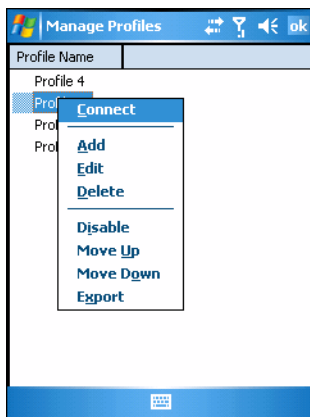 Manage Profiles ok
Profile Name
Profile 4
Connect
Add
Edit
Delete
Disable
Move Up
Move Down
Export